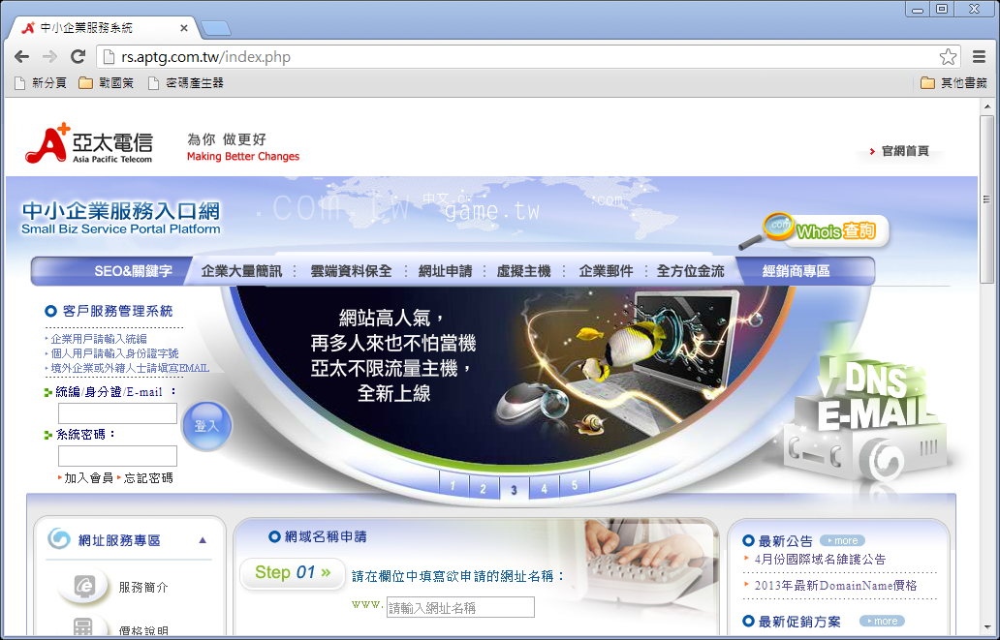 中小企業服務系統
rs.aptg.com.tw/index.php
新分頁 戰國策 密碼產生器 其他書籤
亞太電信
Asia Pacific Telecom
為你 做更好
Making Better Changes
官網首頁
中小企業服務入口網
Small Biz Service Portal Platform
.com.tw 中文.cc game.tw .com
com Whois查詢
SEO&關鍵字 企業大量簡訊 雲端資料保全 網址申請 虛擬主機 企業郵件 全方位金流 經銷商專區
客戶服務管理系統
企業用戶請輸入統編
個人用戶請輸入身份證字號
境外企業或外籍人士請填寫EMAIL
統編/身分證/E-mail :
系統密碼:
登入
加入會員 忘記密碼
網站高人氣,
再多人來也不怕當機
亞太不限流量主機,
全新上線
1 2 3 4 5
DNS
E-MAIL
網址服務專區
服務簡介
價格說明
網域名稱申請
Step 01 »
請在欄位中填寫欲申請的網址名稱:
www. 請輸入網址名稱
最新公告 more
4月份國際域名維護公告
2013年最新DomainName價格
最新促銷方案 more